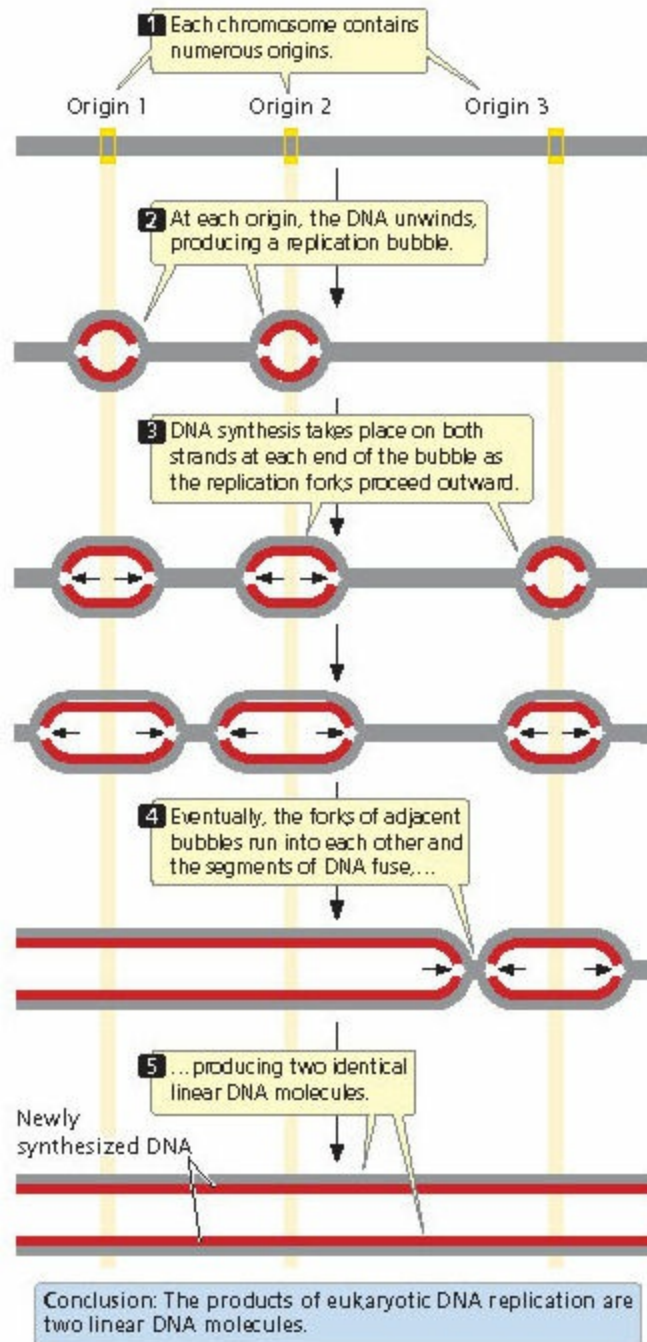 1 Each chromosome contains
numerous origins.
Origin 1
Origin 2
Origin 3
2 At each origin, the DNA unwinds,
producing a replication bubble.
3 DNA synthesis takes place on both
strands at each end of the bubble as
the replication forks proceed outward.
4 Eventually, the forks of adjacent
bubbles run into each other and
the segments of DNA fuse,...
5 ...producing two identical
linear DNA molecules.
Newly
synthesized DNA
Conclusion: The products of eukaryotic DNA replication are
two linear DNA molecules.